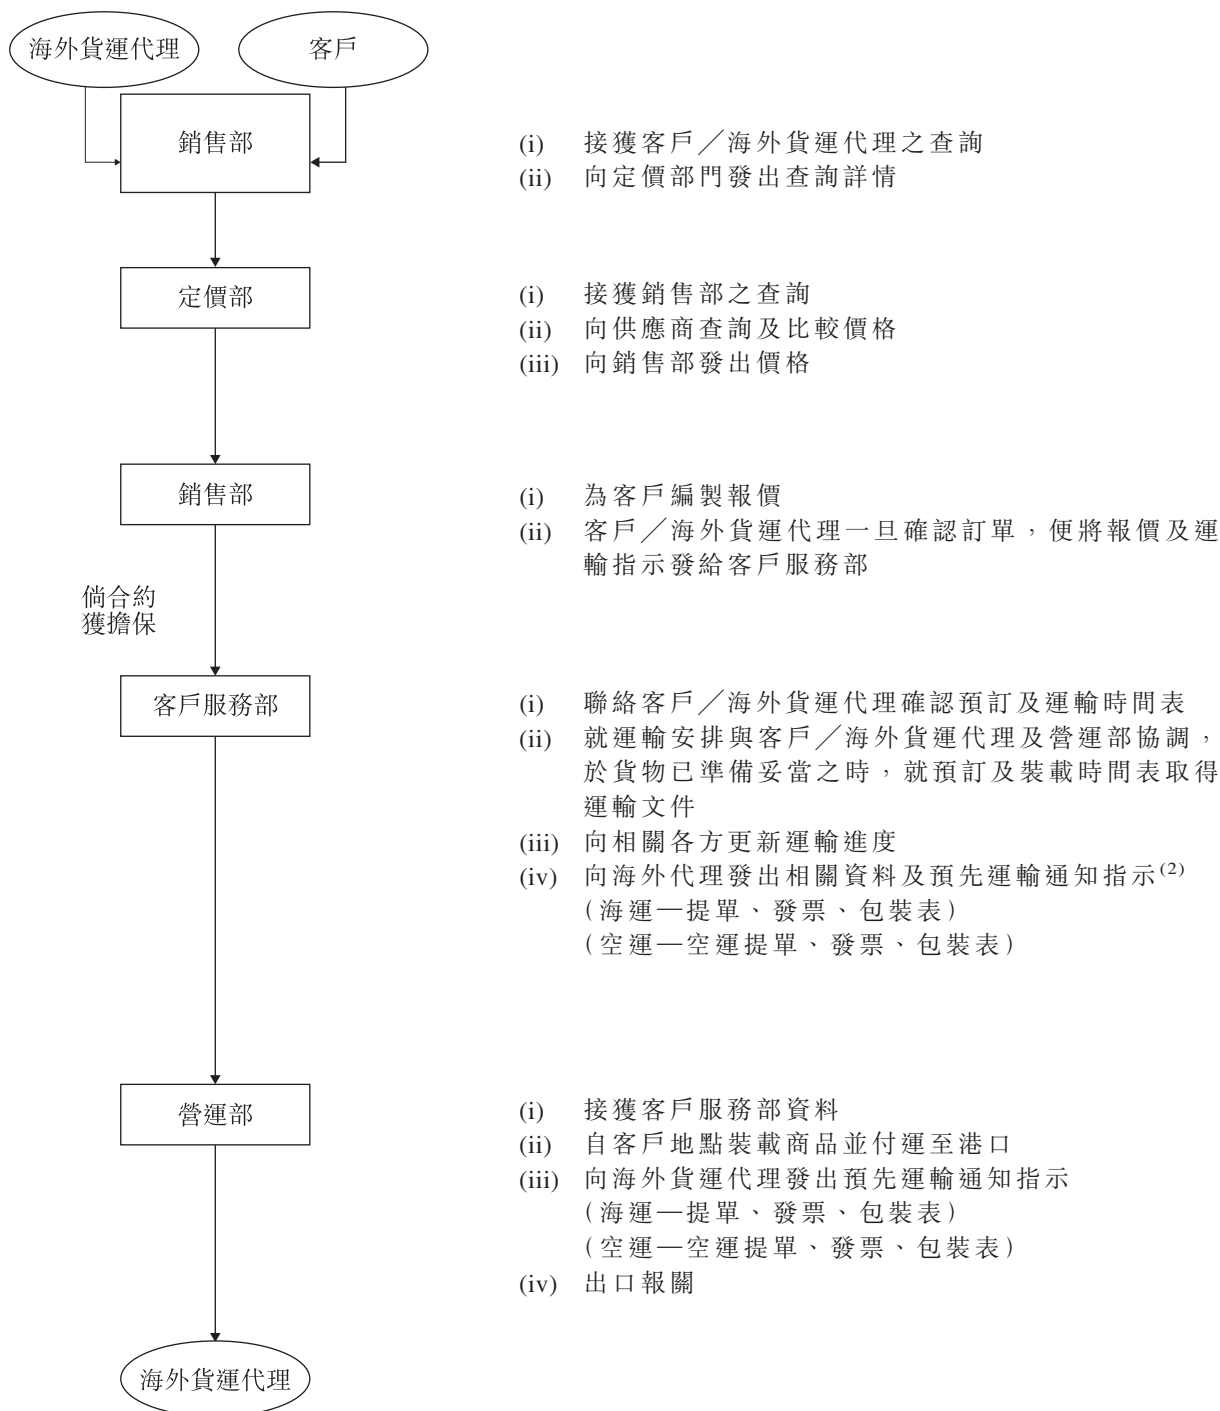 海外貨運代理
客戶
銷售部
(i) 接獲客戶／海外貨運代理之查詢
(ii) 向定價部門發出查詢詳情
定價部
(i) 接獲銷售部之查詢
(ii) 向供應商查詢及比較價格
(iii) 向銷售部發出價格
銷售部
(i) 為客戶編製報價
(ii) 客戶／海外貨運代理一旦確認訂單，便將報價及運
輸指示發給客戶服務部
倘合約
獲擔保
客戶服務部
(i) 聯絡客戶／海外貨運代理確認預訂及運輸時間表
(ii) 就運輸安排與客戶／海外貨運代理及營運部協調，
於貨物已準備妥當之時，就預訂及裝載時間表取得
運輸文件
(iii) 向相關各方更新運輸進度
(iv) 向海外代理發出相關資料及預先運輸通知指示(2)
（海運—提單、發票、包裝表）
（空運—空運提單、發票、包裝表）
營運部
(i) 接獲客戶服務部資料
(ii) 自客戶地點裝載商品並付運至港口
(iii) 向海外貨運代理發出預先運輸通知指示
（海運—提單、發票、包裝表）
（空運—空運提單、發票、包裝表）
(iv) 出口報關
海外貨運代理